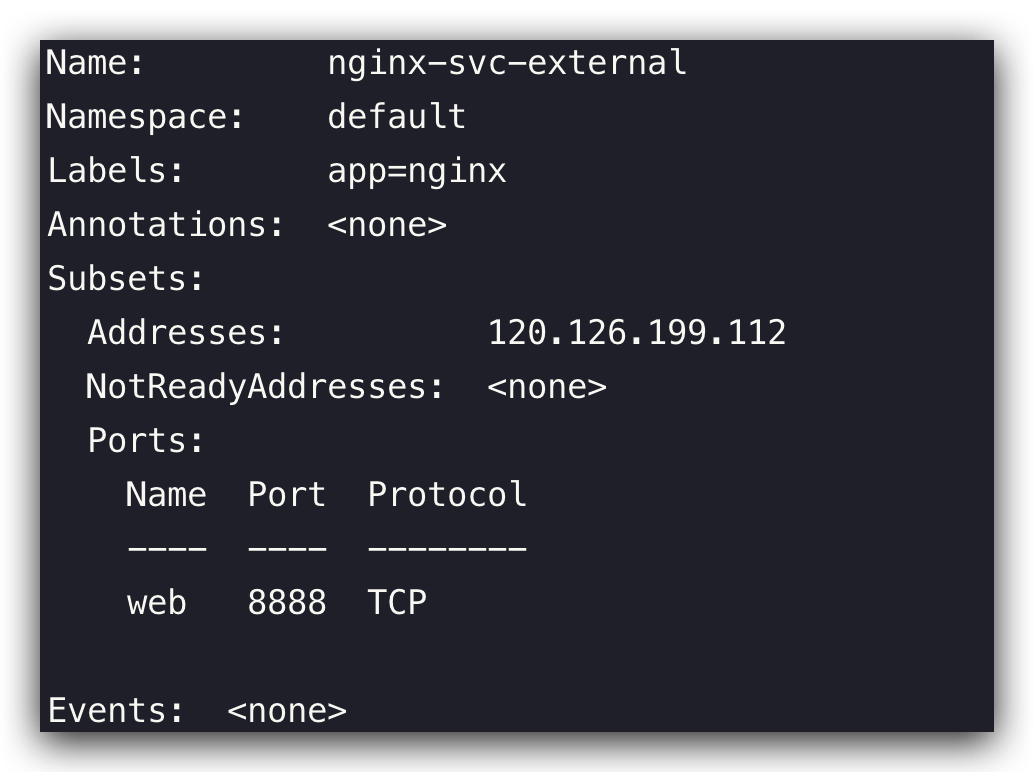 Name:         nginx-svc-external
Namespace:    default
Labels:       app=nginx
Annotations:  <none>
Subsets:
  Addresses:          120.126.199.112
  NotReadyAddresses:  <none>
  Ports:
    Name  Port  Protocol
    ----  ----  --------
    web   8888  TCP

Events:  <none>